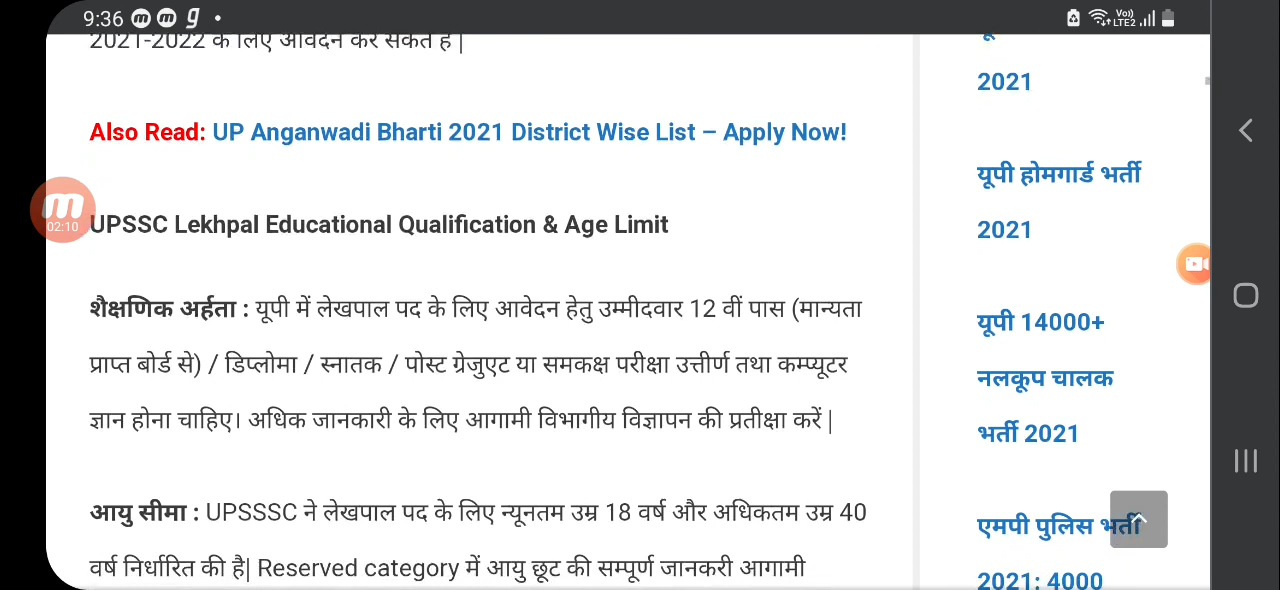 9:36
Vo)) LTE2
2021-2022 के लिए आवेदन कर सकते है |
Also Read: UP Anganwadi Bharti 2021 District Wise List – Apply Now!
02:10
UPSSC Lekhpal Educational Qualification & Age Limit
शैक्षणिक अर्हता : यूपी में लेखपाल पद के लिए आवेदन हेतु उम्मीदवार 12 वीं पास (मान्यता
प्राप्त बोर्ड से) / डिप्लोमा / स्नातक / पोस्ट ग्रेजुएट या समकक्ष परीक्षा उत्तीर्ण तथा कम्प्यूटर
ज्ञान होना चाहिए। अधिक जानकारी के लिए आगामी विभागीय विज्ञापन की प्रतीक्षा करें |
आयु सीमा : UPSSSC ने लेखपाल पद के लिए न्यूनतम उम्र 18 वर्ष और अधिकतम उम्र 40
वर्ष निर्धारित की है| Reserved category में आयु छूट की सम्पूर्ण जानकरी आगामी
2021
यूपी होमगार्ड भर्ती
2021
यूपी 14000+
नलकूप चालक
भर्ती 2021
एमपी पुलिस भर्ती
2021: 4000